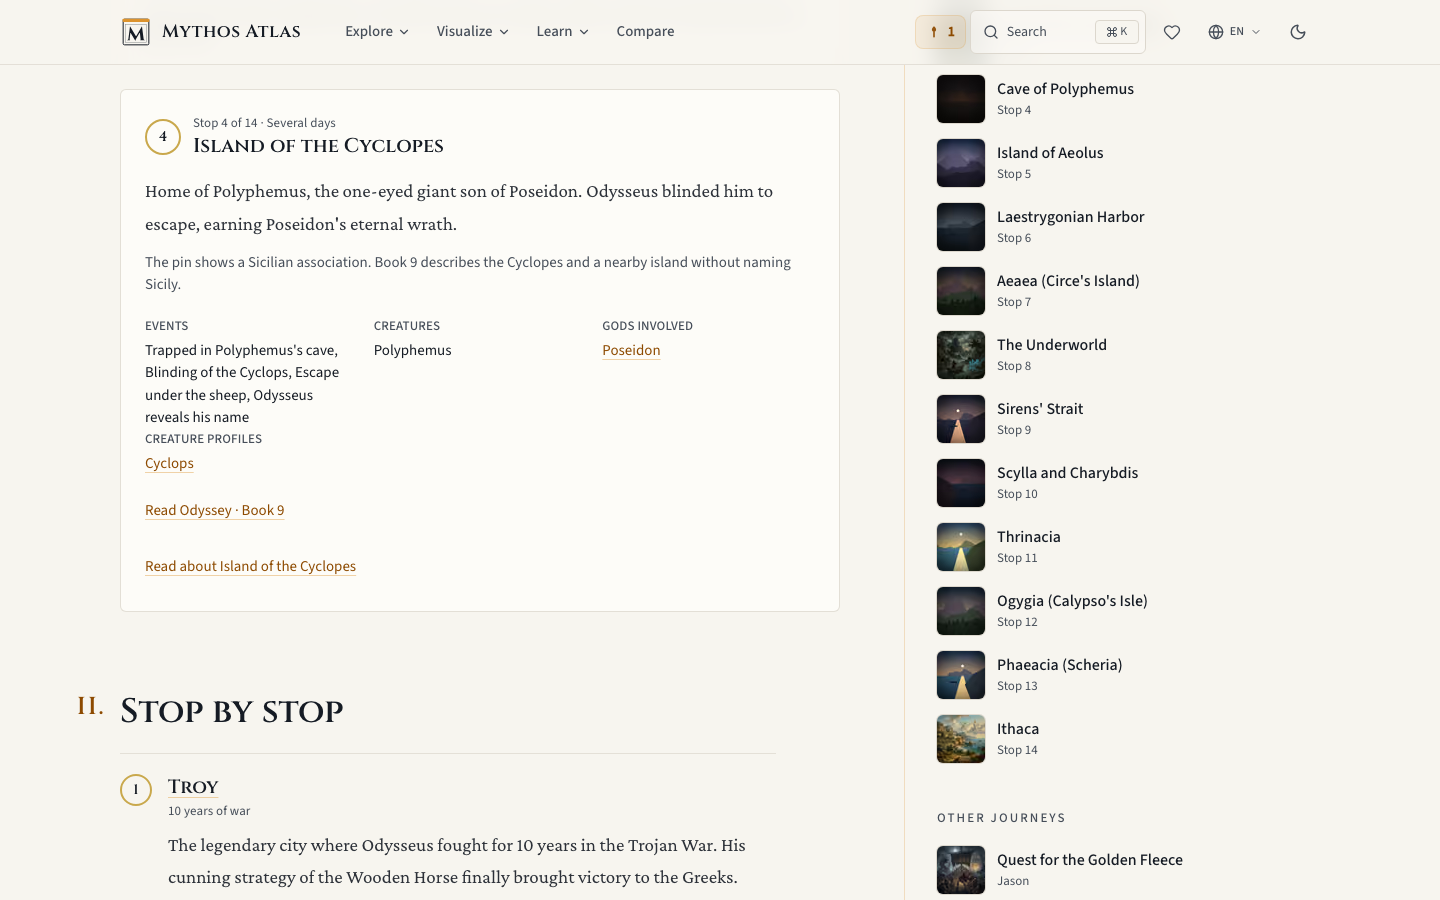 MYTHOS ATLAS
Explore
Visualize
Learn
Compare
1
Search
⌘ K
EN
4
Stop 4 of 14 · Several days
ISLAND OF THE CYCLOPES
Home of Polyphemus, the one-eyed giant son of Poseidon. Odysseus blinded him to
escape, earning Poseidon's eternal wrath.
The pin shows a Sicilian association. Book 9 describes the Cyclopes and a nearby island without naming
Sicily.
EVENTS
Trapped in Polyphemus's cave,
Blinding of the Cyclops, Escape
under the sheep, Odysseus
reveals his name
CREATURES
Polyphemus
GODS INVOLVED
Poseidon
CREATURE PROFILES
Cyclops
Read Odyssey · Book 9
Read about Island of the Cyclopes
II. STOP BY STOP
1
TROY
10 years of war
The legendary city where Odysseus fought for 10 years in the Trojan War. His
cunning strategy of the Wooden Horse finally brought victory to the Greeks.
Cave of Polyphemus
Stop 4
Island of Aeolus
Stop 5
Laestrygonian Harbor
Stop 6
Aeaea (Circe's Island)
Stop 7
The Underworld
Stop 8
Sirens' Strait
Stop 9
Scylla and Charybdis
Stop 10
Thrinacia
Stop 11
Ogygia (Calypso's Isle)
Stop 12
Phaeacia (Scheria)
Stop 13
Ithaca
Stop 14
OTHER JOURNEYS
Quest for the Golden Fleece
Jason